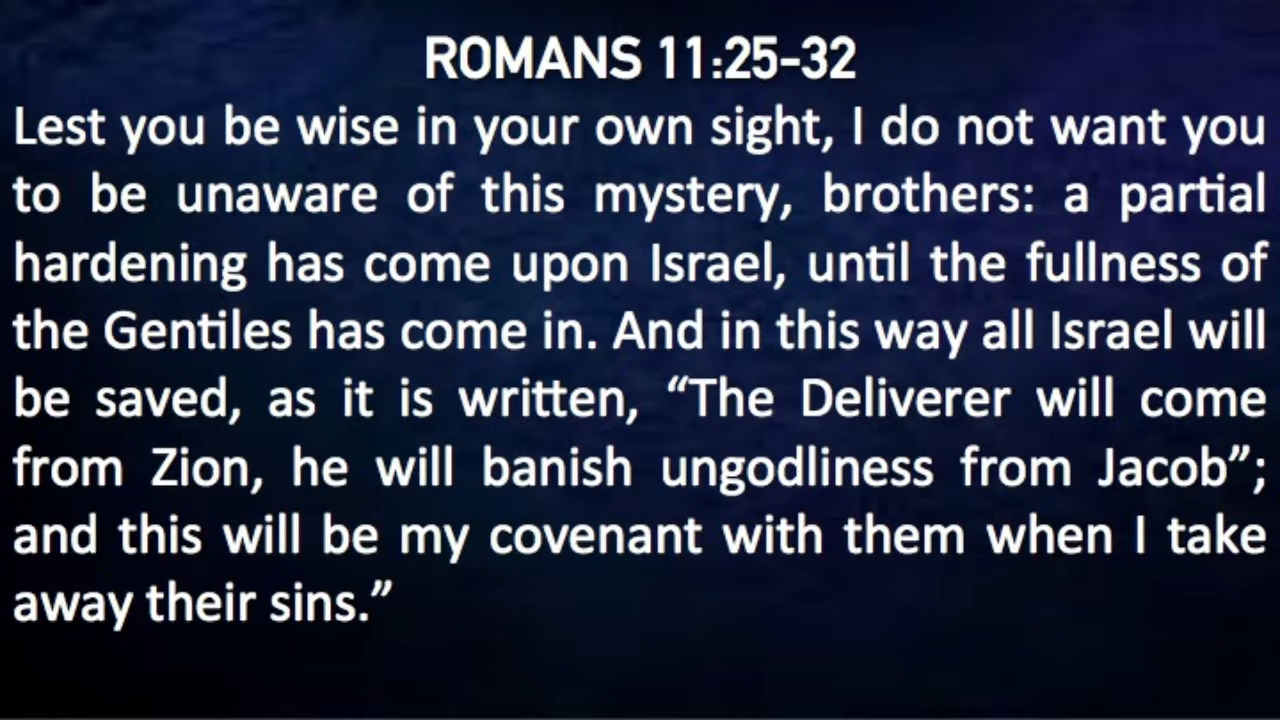 ROMANS 11:25-32
Lest you be wise in your own sight, I do not want you
to be unaware of this mystery, brothers: a partial
hardening has come upon Israel, until the fullness of
the Gentiles has come in. And in this way all Israel will
be saved, as it is written, “The Deliverer will come
from Zion, he will banish ungodliness from Jacob”;
and this will be my covenant with them when I take
away their sins.”